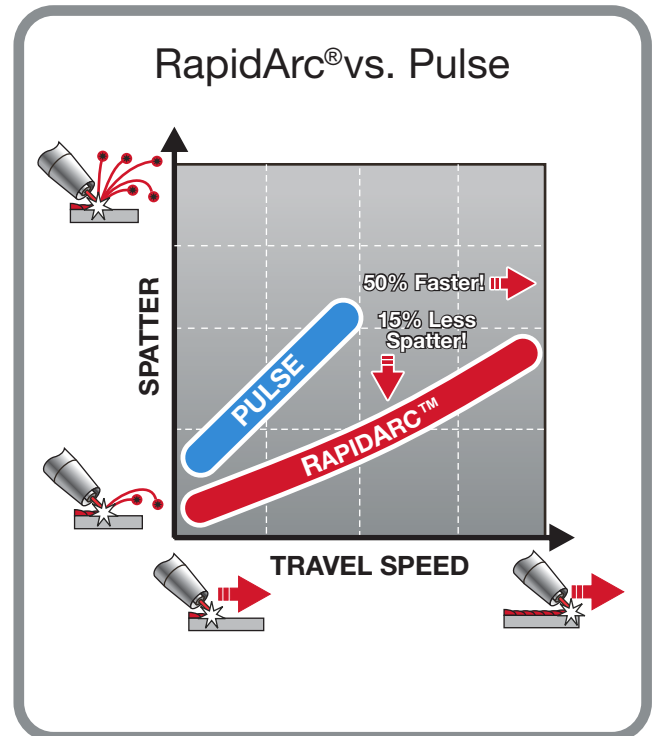 RapidArc® vs. Pulse
SPATTER
50% Faster!
15% Less
Spatter!
PULSE
RAPIDARC™
TRAVEL SPEED